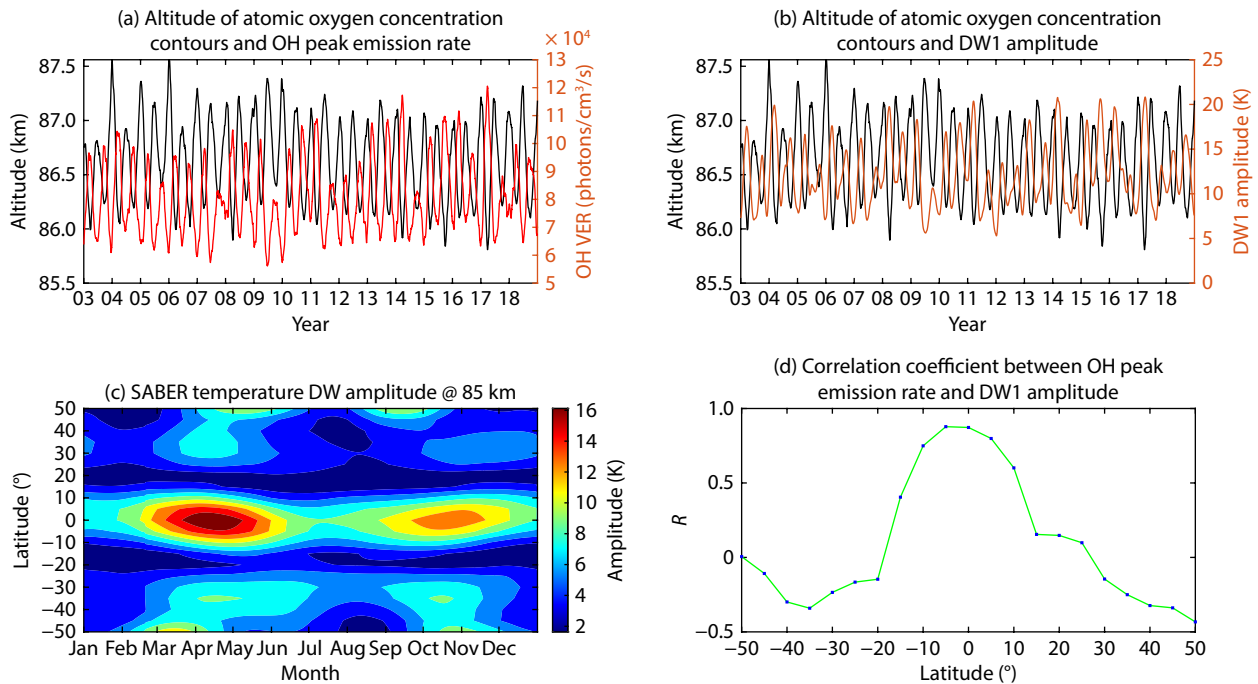 (a) Altitude of atomic oxygen concentration
contours and OH peak emission rate
× 10⁴
87.5
87.0
86.5
86.0
85.5
Altitude (km)
13
12
11
10
9
8
7
6
5
OH VER (photons/cm³/s)
03 04 05 06 07 08 09 10 11 12 13 14 15 16 17 18
Year
(b) Altitude of atomic oxygen concentration
contours and DW1 amplitude
87.5
87.0
86.5
86.0
85.5
Altitude (km)
25
20
15
10
5
0
DW1 amplitude (K)
03 04 05 06 07 08 09 10 11 12 13 14 15 16 17 18
Year
(c) SABER temperature DW amplitude @ 85 km
50
40
30
20
10
0
−10
−20
−30
−40
−50
Latitude (°)
16
14
12
10
8
6
4
2
Amplitude (K)
Jan Feb Mar Apr May Jun Jul Aug Sep Oct Nov Dec
Month
(d) Correlation coefficient between OH peak
emission rate and DW1 amplitude
1.0
0.5
0
−0.5
R
−50 −40 −30 −20 −10 0 10 20 30 40 50
Latitude (°)